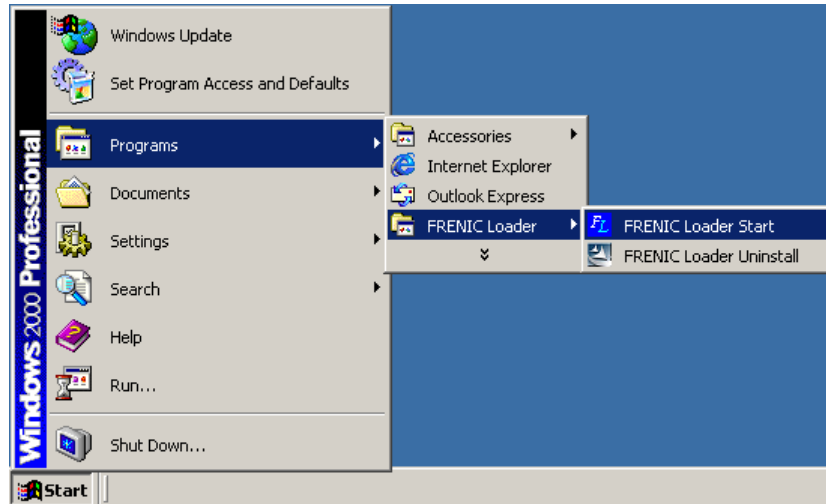 Windows Update
Set Program Access and Defaults
Programs
Documents
Settings
Search
Help
Run...
Shut Down...
Windows 2000 Professional
Accessories
Internet Explorer
Outlook Express
FRENIC Loader
FL FRENIC Loader Start
FRENIC Loader Uninstall
Start